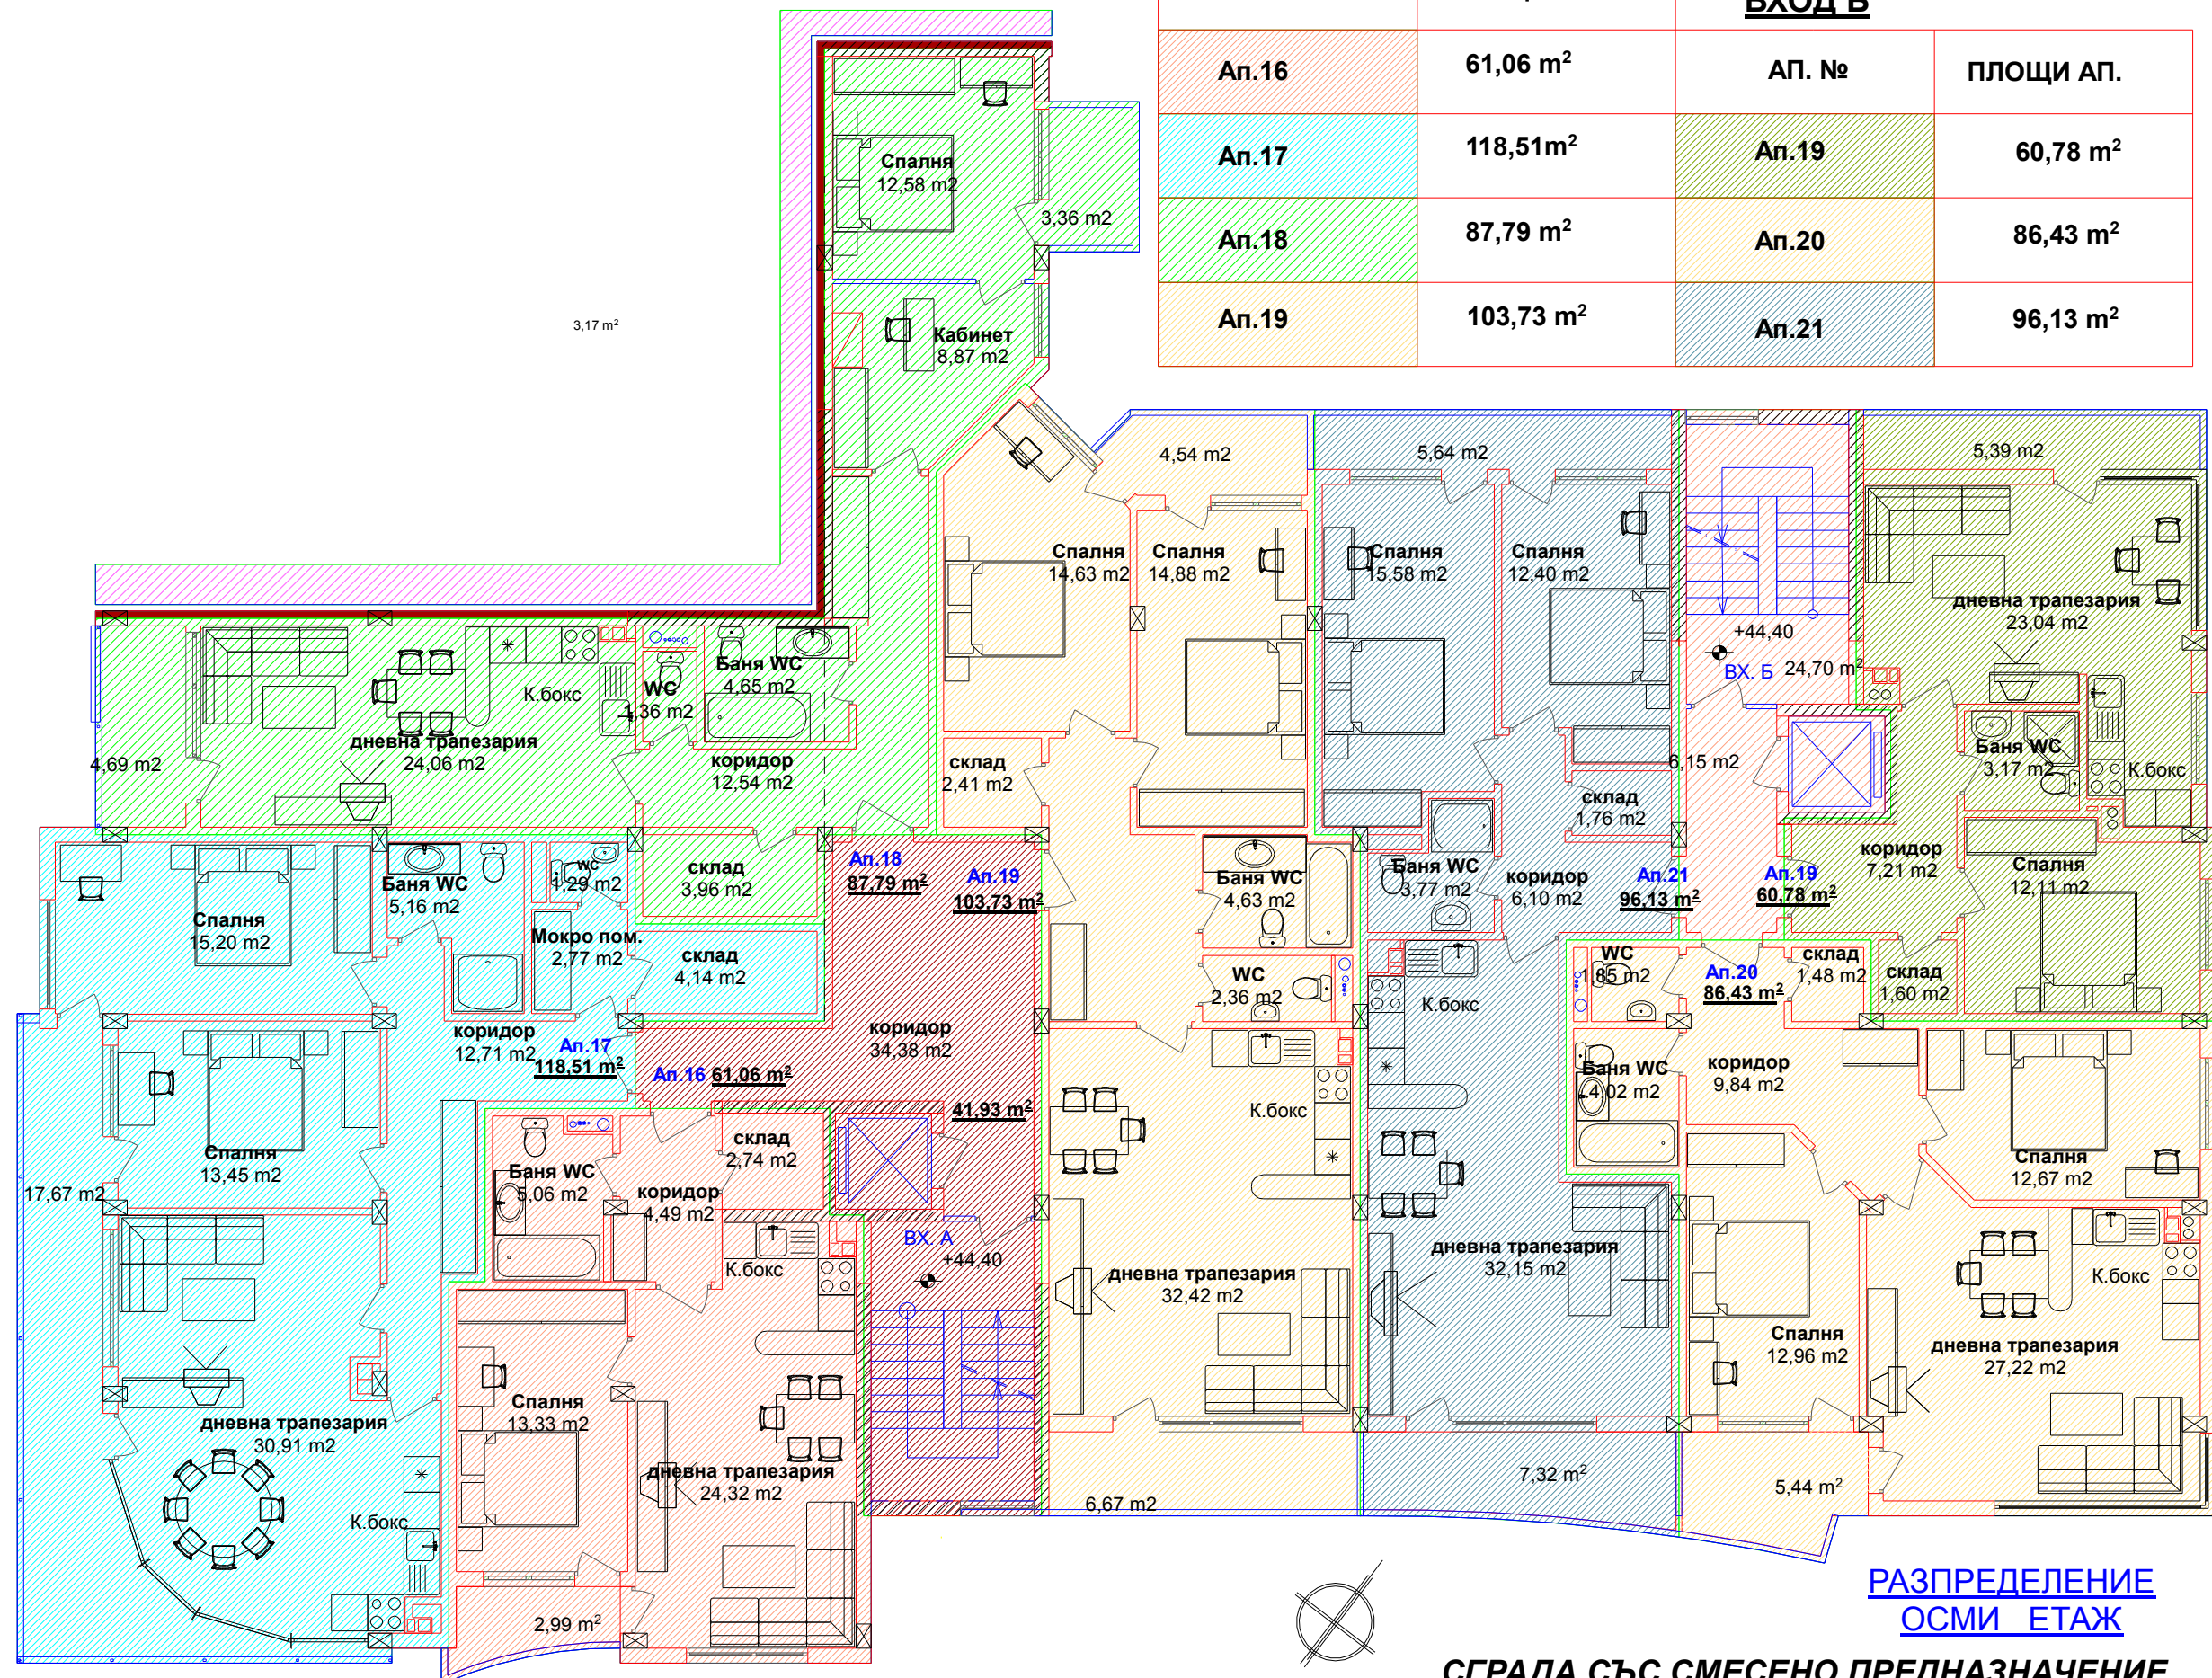 ВХОД Б
Ап.16
61,06 m²
АП. №
ПЛОЩИ АП.
Ап.17
118,51m²
Ап.19
60,78 m²
Ап.18
87,79 m²
Ап.20
86,43 m²
Ап.19
103,73 m²
Ап.21
96,13 m²
Спалня
12,58 m2
3,36 m2
3,17 m²
Кабинет
8,87 m2
4,54 m2
5,64 m2
5,39 m2
Спалня
14,63 m2
Спалня
14,88 m2
Спалня
15,58 m2
Спалня
12,40 m2
дневна трапезария
23,04 m2
+44,40
ВХ. Б
24,70 m²
Баня WC
4,65 m2
WC
1,36 m2
К.бокс
дневна трапезария
24,06 m2
4,69 m2
коридор
12,54 m2
склад
2,41 m2
6,15 m2
склад
1,76 m2
Баня WC
3,17 m2
К.бокс
Баня WC
5,16 m2
WC
1,29 m2
склад
3,96 m2
Ап.18
87,79 m²
Ап.19
103,73 m²
Баня WC
4,63 m2
Баня WC
3,77 m2
коридор
6,10 m2
Ап.21
96,13 m²
Ап.19
60,78 m²
коридор
7,21 m2
Спалня
12,11 m2
Спалня
15,20 m2
Мокро пом.
2,77 m2
склад
4,14 m2
WC
2,36 m2
К.бокс
WC
1,85 m2
Ап.20
86,43 m²
склад
1,48 m2
склад
1,60 m2
коридор
12,71 m2
Ап.17
118,51 m²
коридор
34,38 m2
Ап.16 61,06 m²
41,93 m²
К.бокс
Баня WC
4,02 m2
коридор
9,84 m2
Спалня
13,45 m2
17,67 m2
Баня WC
5,06 m2
склад
2,74 m2
коридор
4,49 m2
Спалня
12,67 m2
ВХ. А
+44,40
К.бокс
дневна трапезария
32,42 m2
дневна трапезария
32,15 m2
К.бокс
Спалня
12,96 m2
дневна трапезария
27,22 m2
Спалня
13,33 m2
дневна трапезария
30,91 m2
дневна трапезария
24,32 m2
К.бокс
6,67 m2
7,32 m²
5,44 m²
2,99 m²
РАЗПРЕДЕЛЕНИЕ
ОСМИ ЕТАЖ
СГРАДА СЪС СМЕСЕНО ПРЕДНАЗНАЧЕНИЕ